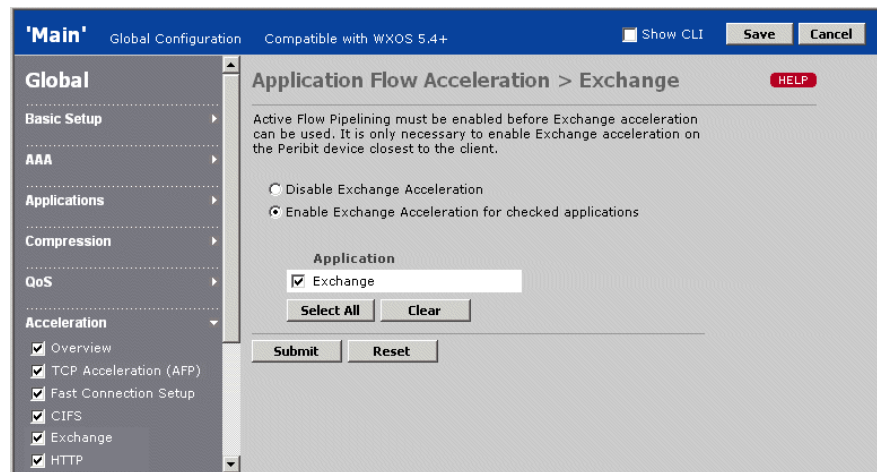 'Main' Global Configuration Compatible with WXOS 5.4+ Show CLI Save Cancel
Global
Basic Setup
AAA
Applications
Compression
QoS
Acceleration
Overview
TCP Acceleration (AFP)
Fast Connection Setup
CIFS
Exchange
HTTP
Application Flow Acceleration > Exchange HELP
Active Flow Pipelining must be enabled before Exchange acceleration
can be used. It is only necessary to enable Exchange acceleration on
the Peribit device closest to the client.
Disable Exchange Acceleration
Enable Exchange Acceleration for checked applications
Application
Exchange
Select All Clear
Submit Reset